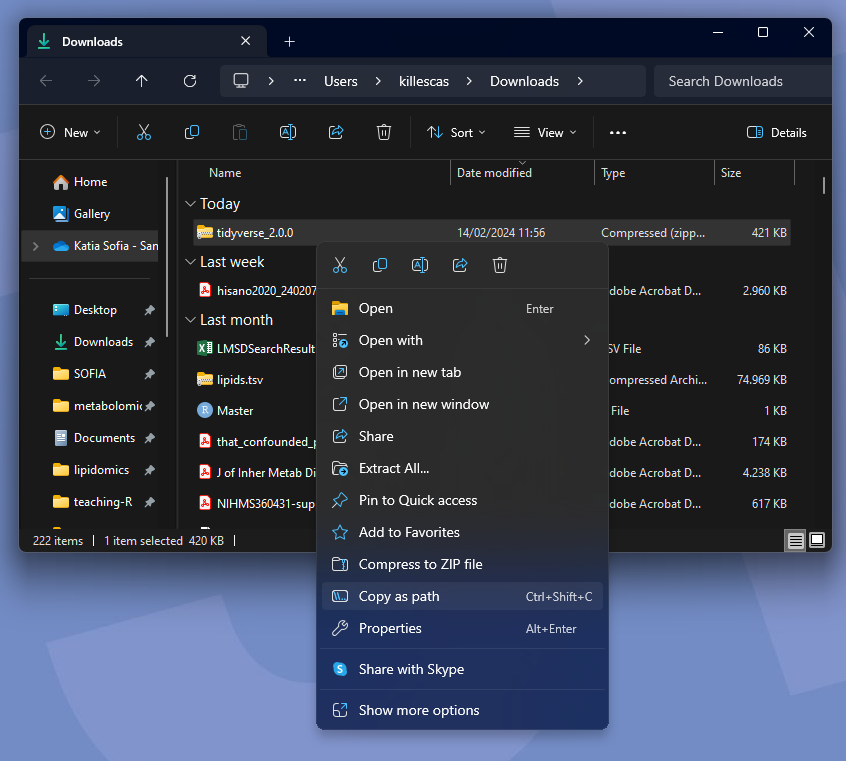 Downloads
Users killescas Downloads Search Downloads
New Sort View Details
Name Date modified Type Size
Home
Gallery
Katia Sofia - San
Desktop
Downloads
SOFIA
metabolomic
Documents
lipidomics
teaching-R
Today
tidyverse_2.0.0 14/02/2024 11:56 Compressed (zipp... 421 KB
Last week
hisano2020_240207 dobe Acrobat D... 2.960 KB
Last month
LMSDSearchResult SV File 86 KB
lipids.tsv ompressed Archi... 74.969 KB
Master File 1 KB
that_confounded_p dobe Acrobat D... 174 KB
J of Inher Metab Di dobe Acrobat D... 4.238 KB
NIHMS360431-sup dobe Acrobat D... 617 KB
Open Enter
Open with
Open in new tab
Open in new window
Share
Extract All...
Pin to Quick access
Add to Favorites
Compress to ZIP file
Copy as path Ctrl+Shift+C
Properties Alt+Enter
Share with Skype
Show more options
222 items 1 item selected 420 KB